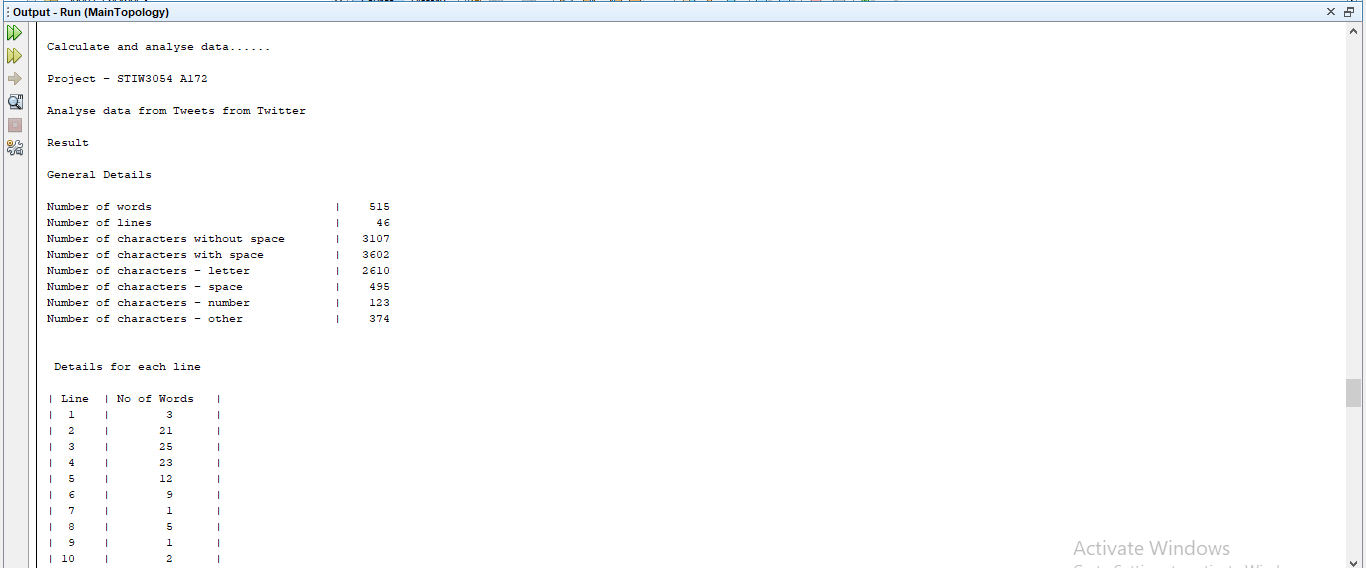 Output - Run (MainTopology)
Calculate and analyse data......
Project - STIW3054 A172
Analyse data from Tweets from Twitter
Result
General Details
Number of words | 515
Number of lines | 46
Number of characters without space | 3107
Number of characters with space | 3602
Number of characters - letter | 2610
Number of characters - space | 495
Number of characters - number | 123
Number of characters - other | 374
Details for each line
| Line | No of Words |
| 1 | 3 |
| 2 | 21 |
| 3 | 25 |
| 4 | 23 |
| 5 | 12 |
| 6 | 9 |
| 7 | 1 |
| 8 | 5 |
| 9 | 1 |
| 10 | 2 |
Activate Windows